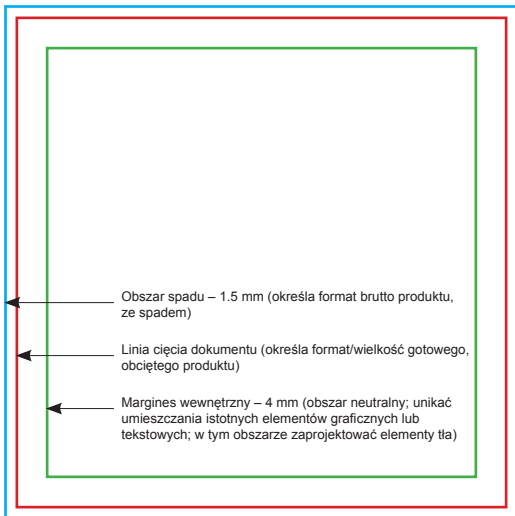 Obszar spadu – 1.5 mm (określa format brutto produktu,
ze spadem)
Linia cięcia dokumentu (określa format/wielkość gotowego,
obciętego produktu)
Margines wewnętrzny – 4 mm (obszar neutralny; unikać
umieszczania istotnych elementów graficznych lub
tekstowych; w tym obszarze zaprojektować elementy tła)